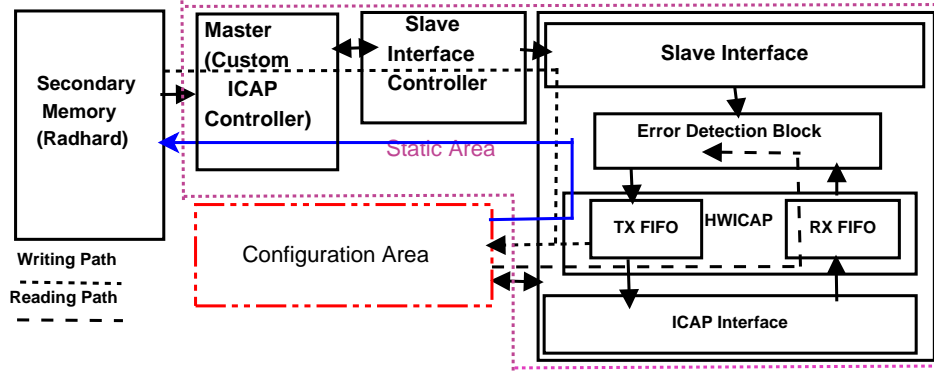 Secondary
Memory
(Radhard)
Master
(Custom
ICAP
Controller)
Slave
Interface
Controller
Slave Interface
Error Detection Block
Static Area
TX FIFO
HWICAP
RX FIFO
Configuration Area
ICAP Interface
Writing Path
Reading Path